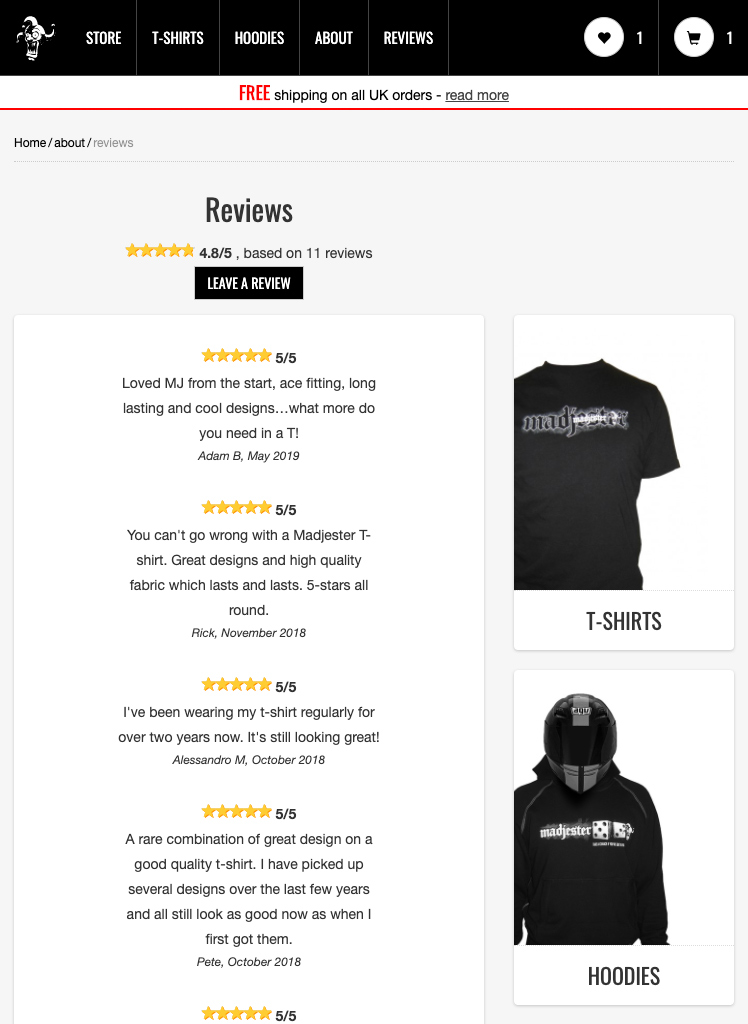 STORE T-SHIRTS HOODIES ABOUT REVIEWS 1 1
FREE shipping on all UK orders - read more
Home / about / reviews
Reviews
4.8/5 , based on 11 reviews
LEAVE A REVIEW
5/5
Loved MJ from the start, ace fitting, long
lasting and cool designs…what more do
you need in a T!
Adam B, May 2019
5/5
You can't go wrong with a Madjester T-
shirt. Great designs and high quality
fabric which lasts and lasts. 5-stars all
round.
Rick, November 2018
5/5
I've been wearing my t-shirt regularly for
over two years now. It's still looking great!
Alessandro M, October 2018
5/5
A rare combination of great design on a
good quality t-shirt. I have picked up
several designs over the last few years
and all still look as good now as when I
first got them.
Pete, October 2018
5/5
madjester
madjester
T-SHIRTS
madjester
HOODIES